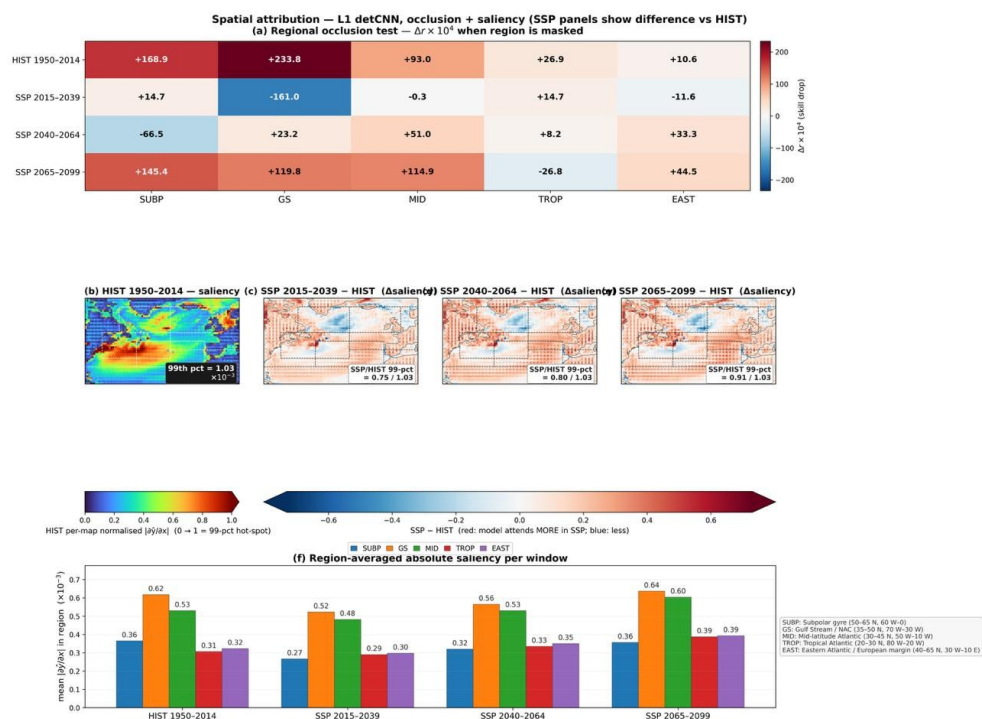 Spatial attribution — L1 detCNN, occlusion + saliency (SSP panels show difference vs HIST)
(a) Regional occlusion test — Δr × 10⁴ when region is masked
HIST 1950–2014 +168.9 +233.8 +93.0 +26.9 +10.6
SSP 2015–2039 +14.7 -161.0 -0.3 +14.7 -11.6
SSP 2040–2064 -66.5 +23.2 +51.0 +8.2 +33.3
SSP 2065–2099 +145.4 +119.8 +114.9 -26.8 +44.5
SUBP GS MID TROP EAST
200
100
0
−100
−200
Δr × 10⁴ (skill drop)
(b) HIST 1950–2014 — saliency (c) SSP 2015–2039 − HIST (Δsaliency) SSP 2040–2064 − HIST (Δsaliency) SSP 2065–2099 − HIST (Δsaliency)
99th pct = 1.03
×10⁻³
SSP/HIST 99-pct
= 0.75 / 1.03
SSP/HIST 99-pct
= 0.80 / 1.03
SSP/HIST 99-pct
= 0.91 / 1.03
0.0 0.2 0.4 0.6 0.8 1.0
HIST per-map normalised |∂ŷ/∂x| (0 → 1 = 99-pct hot-spot)
−0.6 −0.4 −0.2 0.0 0.2 0.4 0.6
SSP − HIST (red: model attends MORE in SSP; blue: less)
SUBP GS MID TROP EAST
(f) Region-averaged absolute saliency per window
mean |∂ŷ/∂x| in region (×10⁻³)
0.7
0.6
0.5
0.4
0.3
0.2
0.1
0.0
0.36 0.62 0.53 0.31 0.32
0.27 0.52 0.48 0.29 0.30
0.32 0.56 0.53 0.33 0.35
0.36 0.64 0.60 0.39 0.39
HIST 1950–2014 SSP 2015–2039 SSP 2040–2064 SSP 2065–2099
SUBP: Subpolar gyre (50–65 N, 60 W–0)
GS: Gulf Stream / NAC (35–50 N, 70 W–30 W)
MID: Mid-latitude Atlantic (30–45 N, 50 W–10 W)
TROP: Tropical Atlantic (20–30 N, 80 W–20 W)
EAST: Eastern Atlantic / European margin (40–65 N, 30 W–10 E)